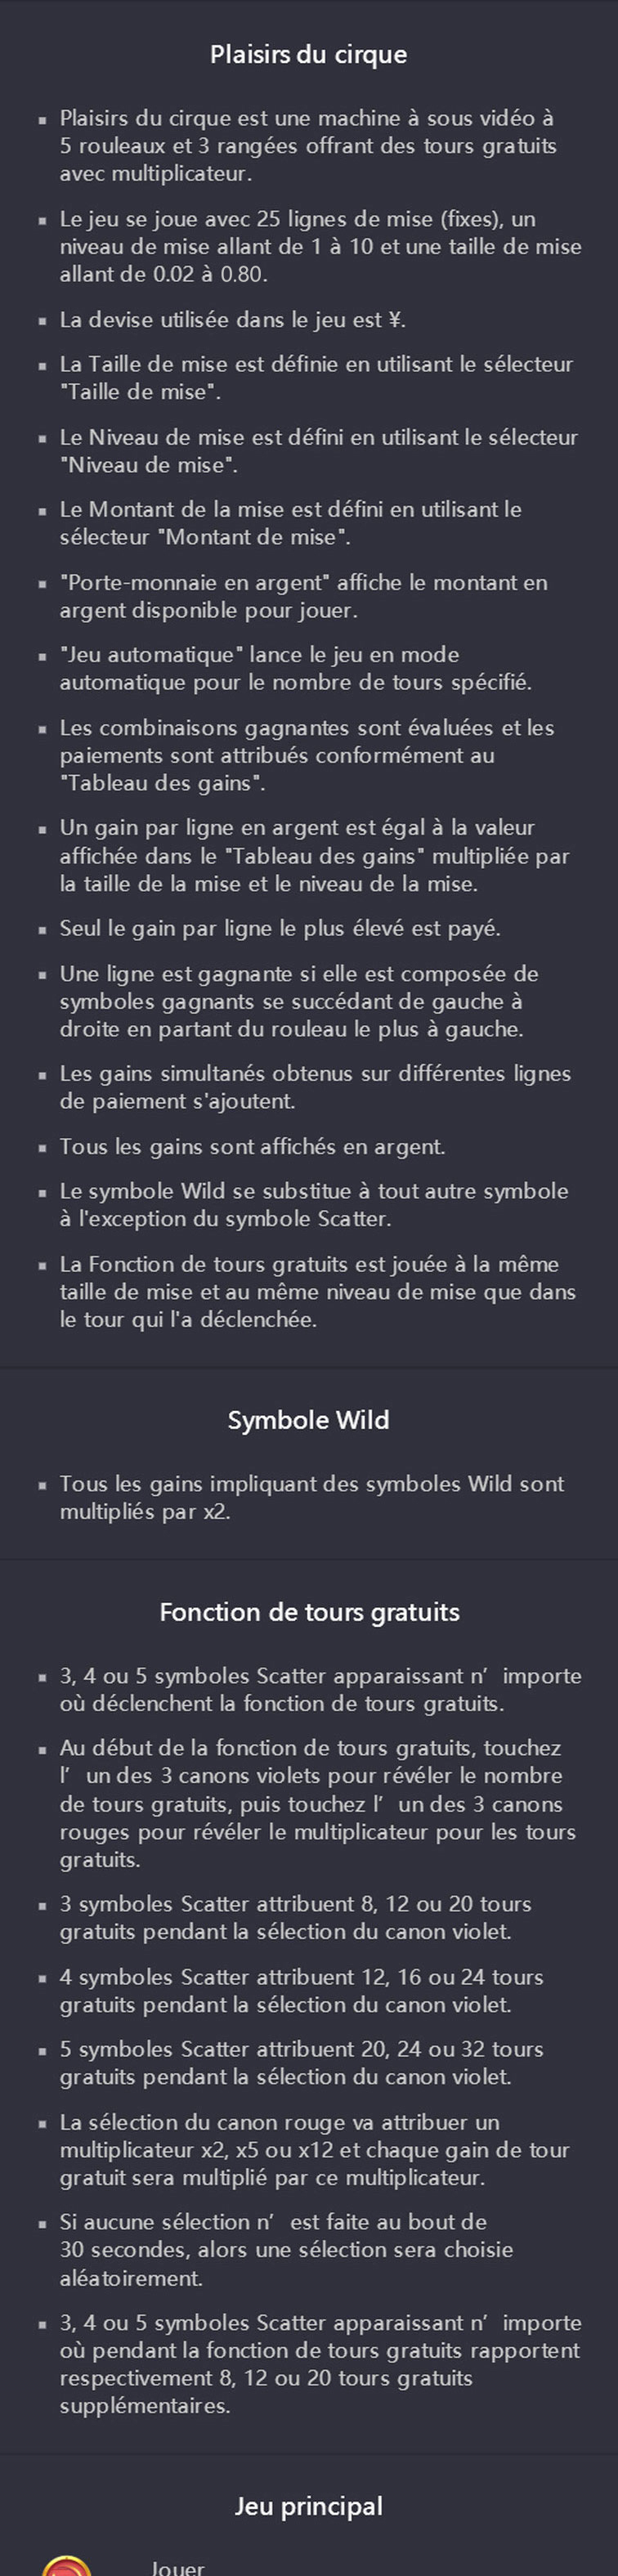 Plaisirs du cirque
Plaisirs du cirque est une machine à sous vidéo à
5 rouleaux et 3 rangées offrant des tours gratuits
avec multiplicateur.
Le jeu se joue avec 25 lignes de mise (fixes), un
niveau de mise allant de 1 à 10 et une taille de mise
allant de 0.02 à 0.80.
La devise utilisée dans le jeu est ¥.
La Taille de mise est définie en utilisant le sélecteur
"Taille de mise".
Le Niveau de mise est défini en utilisant le sélecteur
"Niveau de mise".
Le Montant de la mise est défini en utilisant le
sélecteur "Montant de mise".
"Porte-monnaie en argent" affiche le montant en
argent disponible pour jouer.
"Jeu automatique" lance le jeu en mode
automatique pour le nombre de tours spécifié.
Les combinaisons gagnantes sont évaluées et les
paiements sont attribués conformément au
"Tableau des gains".
Un gain par ligne en argent est égal à la valeur
affichée dans le "Tableau des gains" multipliée par
la taille de la mise et le niveau de la mise.
Seul le gain par ligne le plus élevé est payé.
Une ligne est gagnante si elle est composée de
symboles gagnants se succédant de gauche à
droite en partant du rouleau le plus à gauche.
Les gains simultanés obtenus sur différentes lignes
de paiement s'ajoutent.
Tous les gains sont affichés en argent.
Le symbole Wild se substitue à tout autre symbole
à l'exception du symbole Scatter.
La Fonction de tours gratuits est jouée à la même
taille de mise et au même niveau de mise que dans
le tour qui l'a déclenchée.
Symbole Wild
Tous les gains impliquant des symboles Wild sont
multipliés par x2.
Fonction de tours gratuits
3, 4 ou 5 symboles Scatter apparaissant n’importe
où déclenchent la fonction de tours gratuits.
Au début de la fonction de tours gratuits, touchez
l’un des 3 canons violets pour révéler le nombre
de tours gratuits, puis touchez l’un des 3 canons
rouges pour révéler le multiplicateur pour les tours
gratuits.
3 symboles Scatter attribuent 8, 12 ou 20 tours
gratuits pendant la sélection du canon violet.
4 symboles Scatter attribuent 12, 16 ou 24 tours
gratuits pendant la sélection du canon violet.
5 symboles Scatter attribuent 20, 24 ou 32 tours
gratuits pendant la sélection du canon violet.
La sélection du canon rouge va attribuer un
multiplicateur x2, x5 ou x12 et chaque gain de tour
gratuit sera multiplié par ce multiplicateur.
Si aucune sélection n’est faite au bout de
30 secondes, alors une sélection sera choisie
aléatoirement.
3, 4 ou 5 symboles Scatter apparaissant n’importe
où pendant la fonction de tours gratuits rapportent
respectivement 8, 12 ou 20 tours gratuits
supplémentaires.
Jeu principal
Jouer